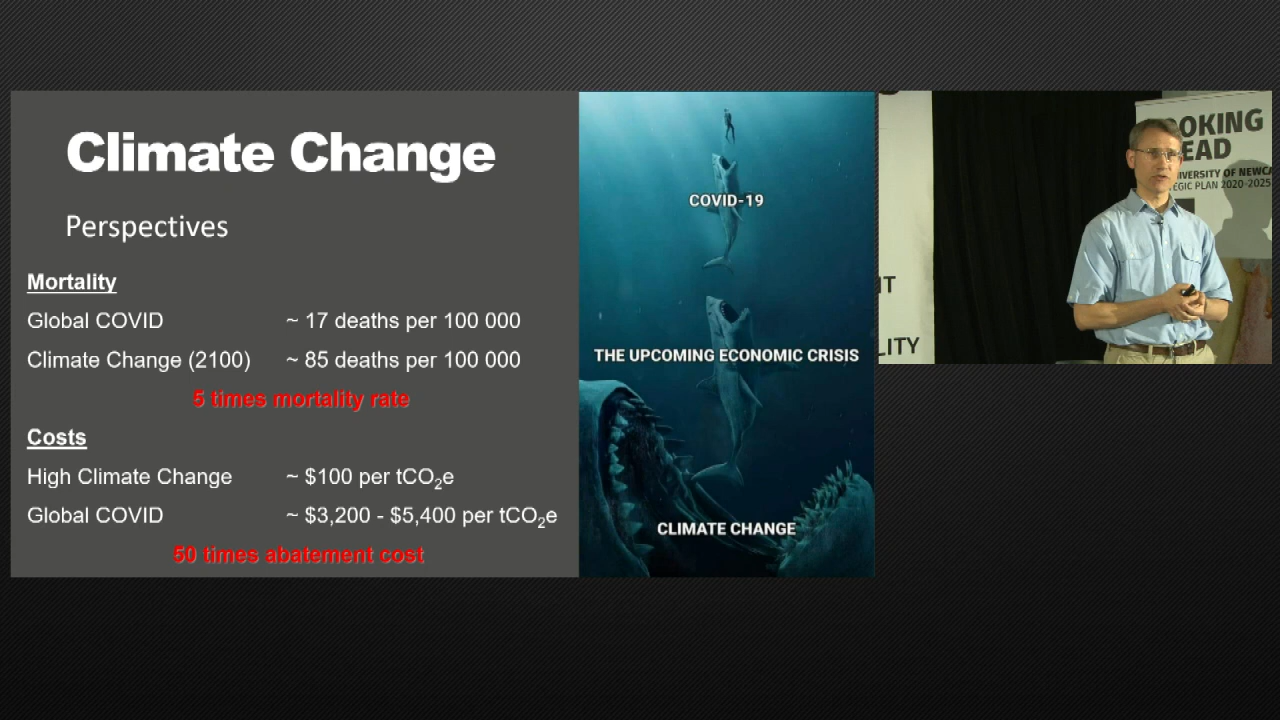 Climate Change
Perspectives
Mortality
Global COVID ~ 17 deaths per 100 000
Climate Change (2100) ~ 85 deaths per 100 000
5 times mortality rate
Costs
High Climate Change ~ $100 per tCO₂e
Global COVID ~ $3,200 - $5,400 per tCO₂e
50 times abatement cost
COVID-19
THE UPCOMING ECONOMIC CRISIS
CLIMATE CHANGE
OKING
EAD
NIVERSITY OF NEWCA
EGIC PLAN 2020-2025
IT
LITY